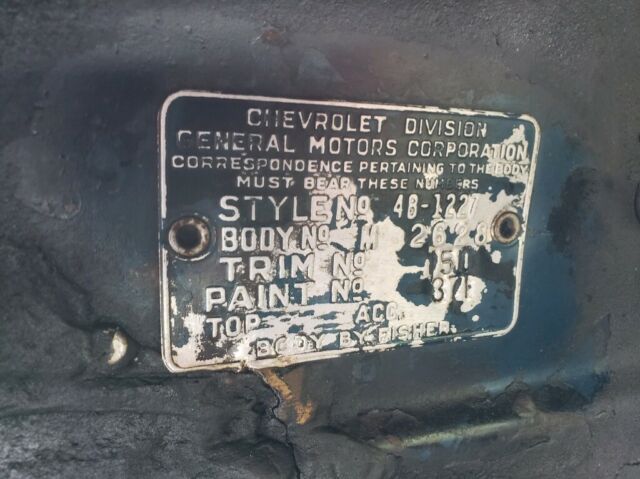 CHEVROLET DIVISION
GENERAL MOTORS CORPORATION
CORRESPONDENCE PERTAINING TO THE BODY
MUST BEAR THESE NUMBERS
STYLE No 48-1227
BODY No M 2628
TRIM No
PAINT No
TOP ACC.
BODY BY FISHER